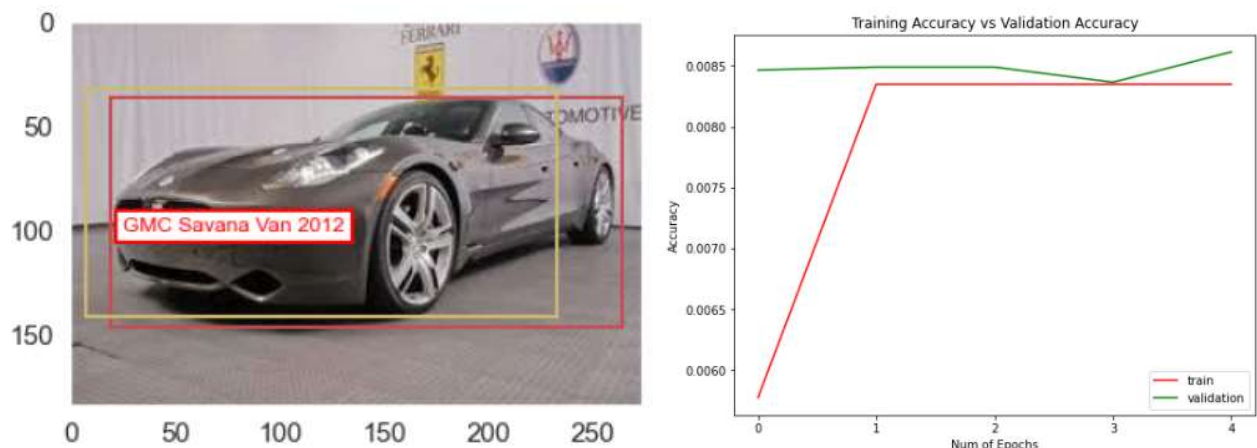 0
50
100
150
0
50
100
150
200
250
FERRARI
TOMOTIVE
GMC Savana Van 2012
Training Accuracy vs Validation Accuracy
Accuracy
0.0085
0.0080
0.0075
0.0070
0.0065
0.0060
0
1
2
3
4
Num of Epochs
train
validation